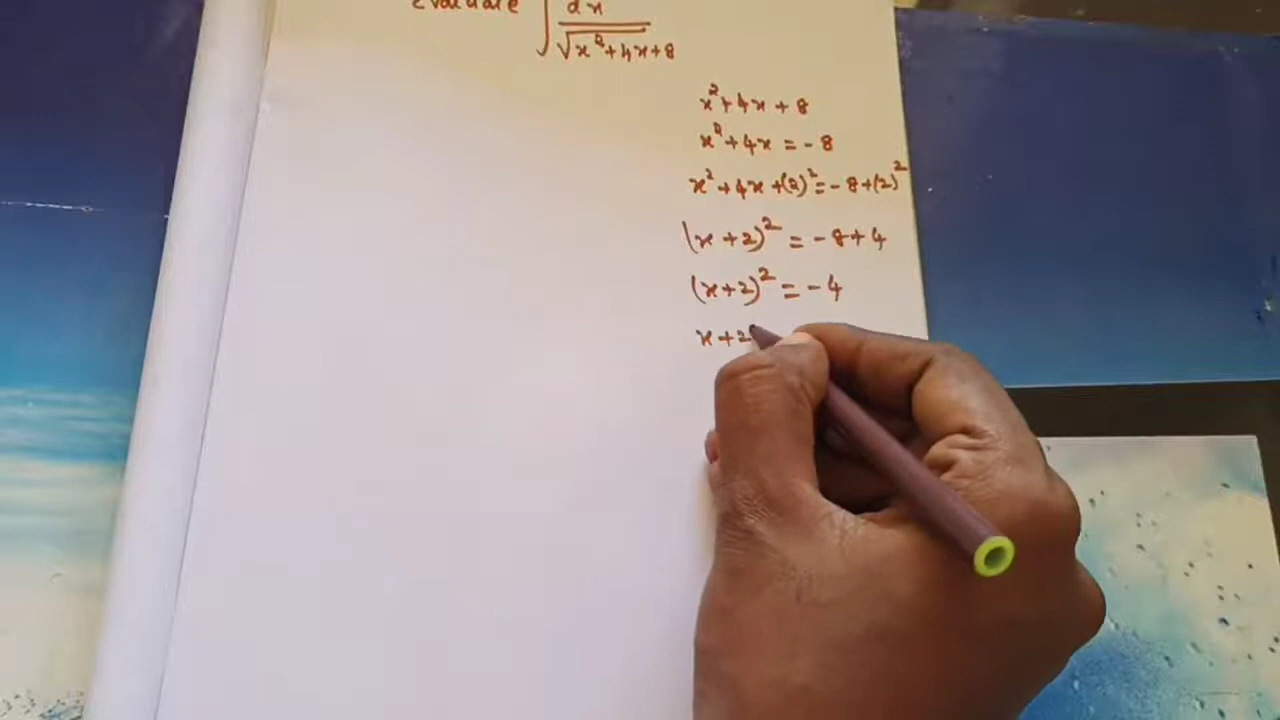 Evaluate ∫ dx / √x²+4x+8
x²+4x+8
x²+4x = -8
x²+4x+(2)² = -8+(2)²
(x+2)² = -8+4
(x+2)² = -4
x+2